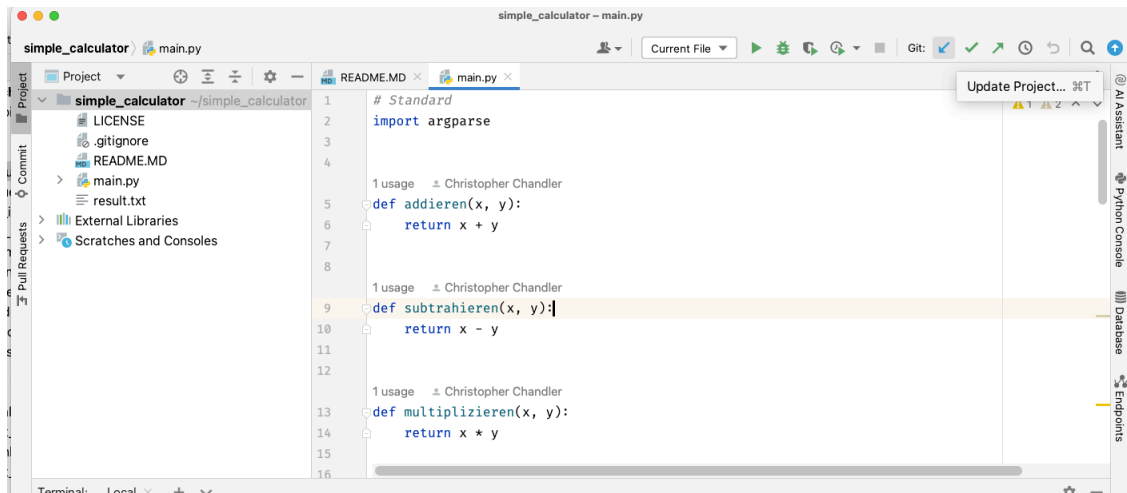 simple_calculator – main.py
simple_calculator main.py
Current File
Git:
Project
README.MD
main.py
Update Project... ⌘T
simple_calculator ~/simple_calculator
LICENSE
.gitignore
README.MD
main.py
result.txt
External Libraries
Scratches and Consoles
Project
Commit
Pull Requests
1 # Standard
2 import argparse
3
4
1 usage Christopher Chandler
5 def addieren(x, y):
6 return x + y
7
8
1 usage Christopher Chandler
9 def subtrahieren(x, y):
10 return x - y
11
12
1 usage Christopher Chandler
13 def multiplizieren(x, y):
14 return x * y
15
16
1 2
AI Assistant
Python Console
Database
Endpoints
Terminal: Local